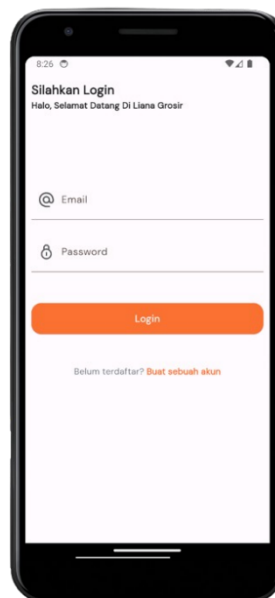 8:26
Silahkan Login
Halo, Selamat Datang Di Liana Grosir
Email
Password
Login
Belum terdaftar? Buat sebuah akun